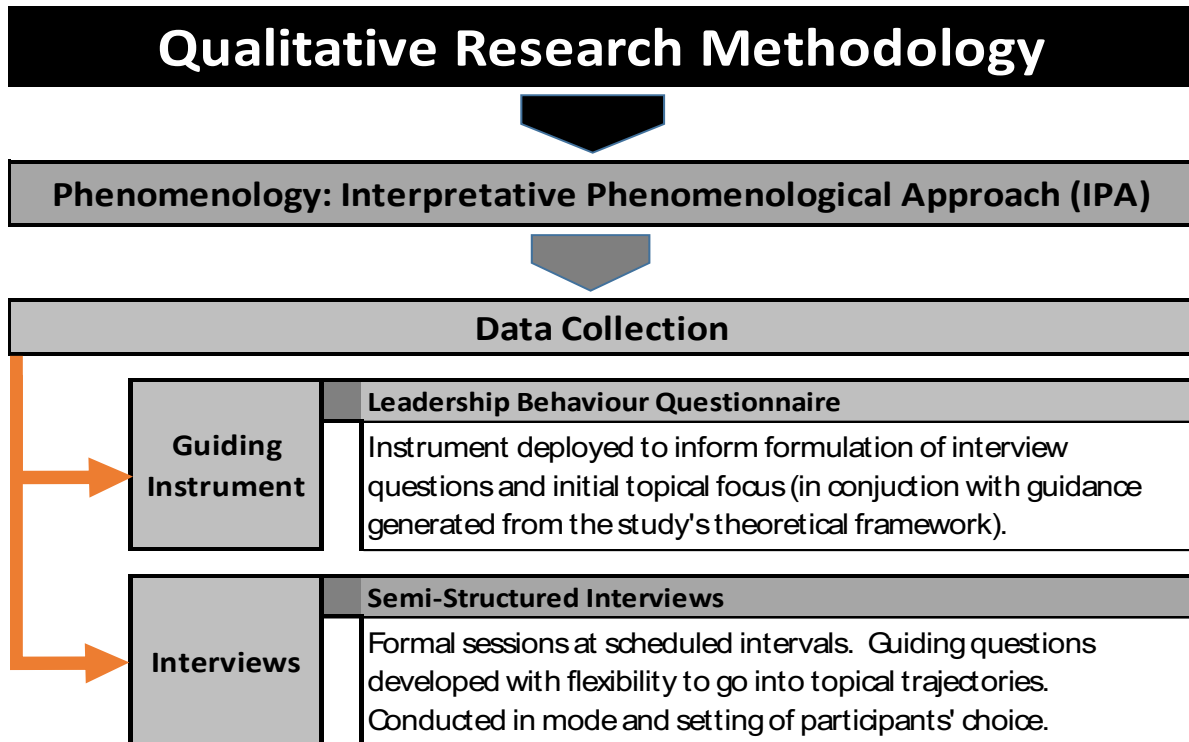 Qualitative Research Methodology
Phenomenology: Interpretative Phenomenological Approach (IPA)
Data Collection
Guiding
Instrument
Leadership Behaviour Questionnaire
Instrument deployed to inform formulation of interview
questions and initial topical focus (in conjuction with guidance
generated from the study's theoretical framework).
Interviews
Semi-Structured Interviews
Formal sessions at scheduled intervals.  Guiding questions
developed with flexibility to go into topical trajectories.
Conducted in mode and setting of participants' choice.